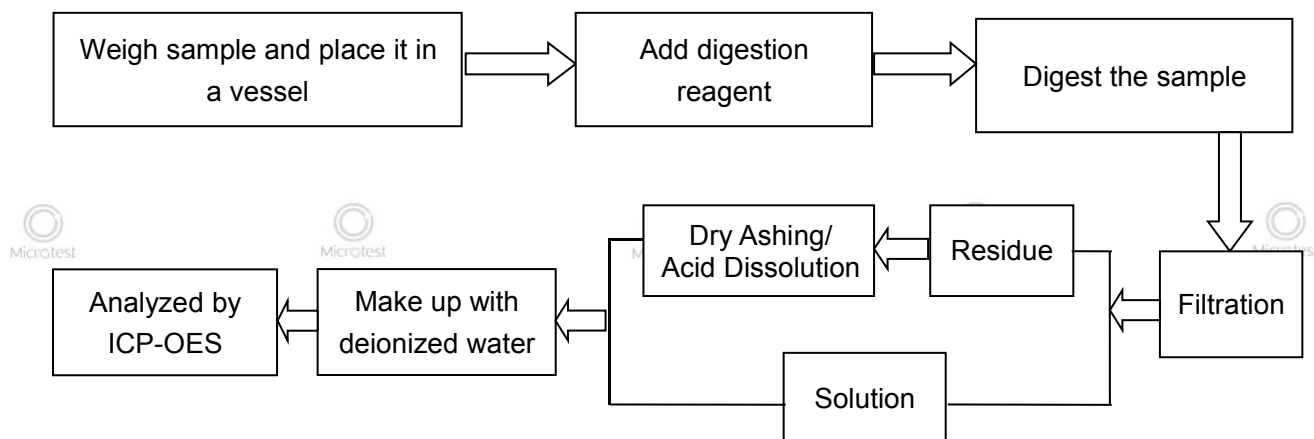 Weigh sample and place it in
a vessel
Add digestion
reagent
Digest the sample
Microtest
Microtest
Dry Ashing/
Acid Dissolution
Residue
Filtration
Analyzed by
ICP-OES
Make up with
deionized water
Solution